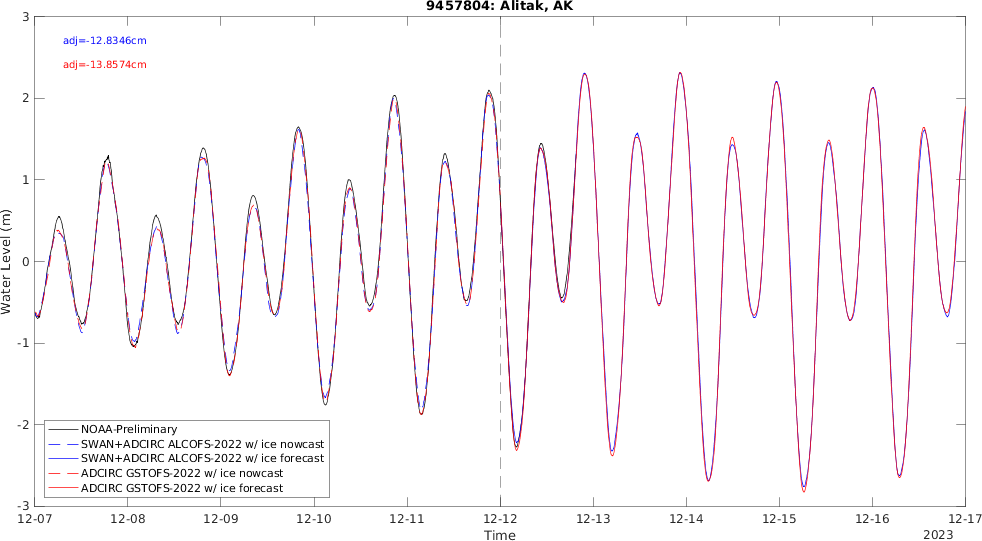 9457804: Alitak, AK
adj=-12.8346cm
adj=-13.8574cm
Water Level (m)
3
2
1
0
-1
-2
-3
NOAA-Preliminary
SWAN+ADCIRC ALCOFS-2022 w/ ice nowcast
SWAN+ADCIRC ALCOFS-2022 w/ ice forecast
ADCIRC GSTOFS-2022 w/ ice nowcast
ADCIRC GSTOFS-2022 w/ ice forecast
12-07 12-08 12-09 12-10 12-11 12-12 12-13 12-14 12-15 12-16 12-17
Time
2023